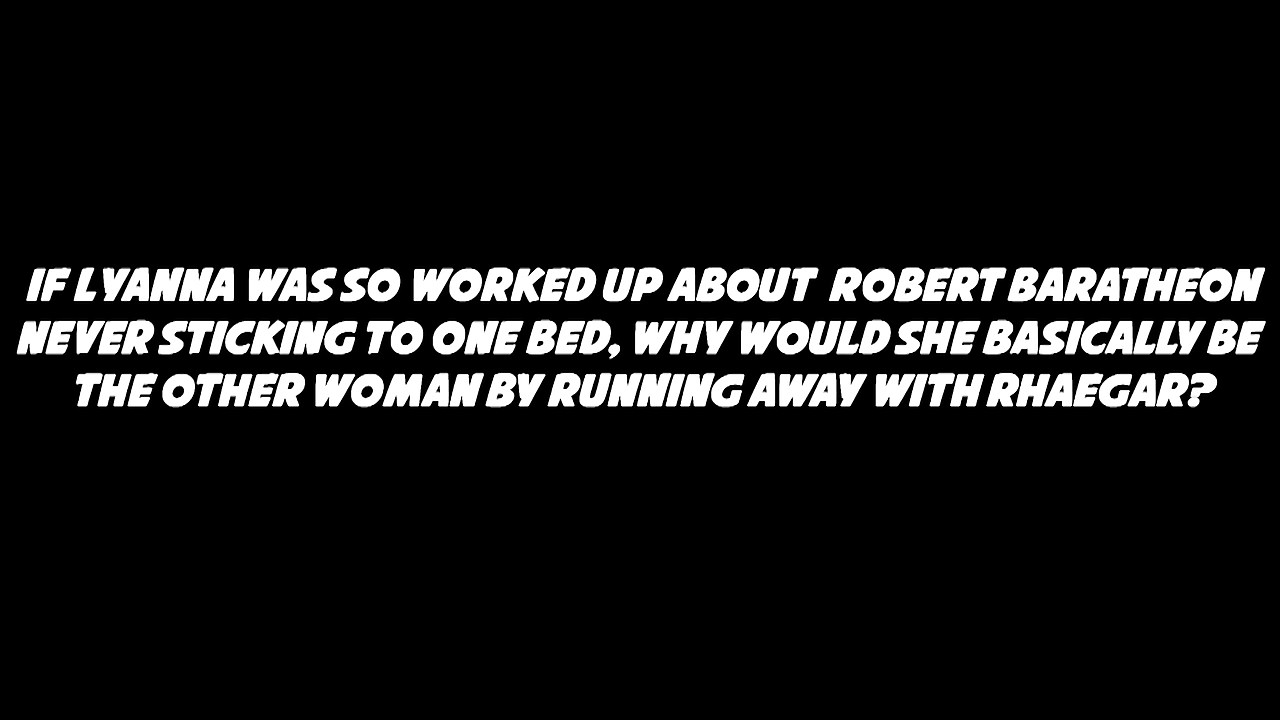 IF LYANNA WAS SO WORKED UP ABOUT ROBERT BARATHEON
NEVER STICKING TO ONE BED, WHY WOULD SHE BASICALLY BE
THE OTHER WOMAN BY RUNNING AWAY WITH RHAEGAR?